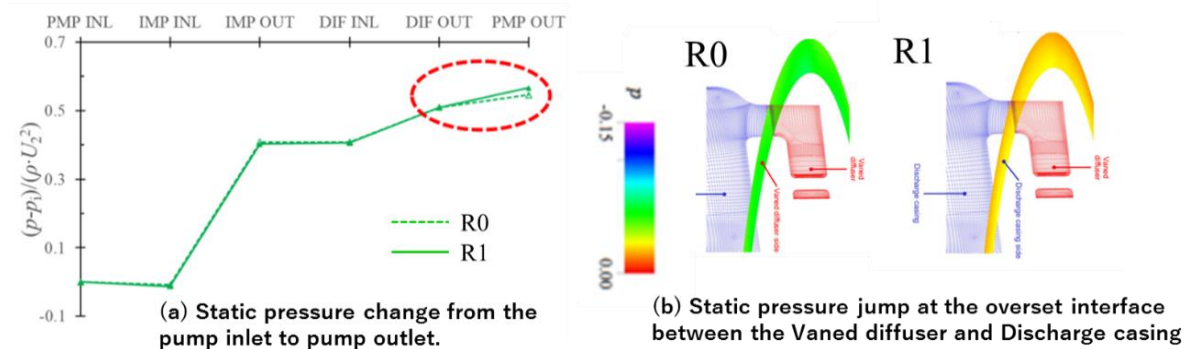 PMP INL IMP INL IMP OUT DIF INL DIF OUT PMP OUT
0.7
0.5
0.3
0.1
-0.1
(p-pᵢ)/(ρ·U₂²)
R0
R1
(a) Static pressure change from the
pump inlet to pump outlet.
R0
R1
p
-0.15
0.00
Vaned
diffuser
Vaned diffuser side
Discharge casing
Discharge casing side
Vaned
diffuser
(b) Static pressure jump at the overset interface
between the Vaned diffuser and Discharge casing